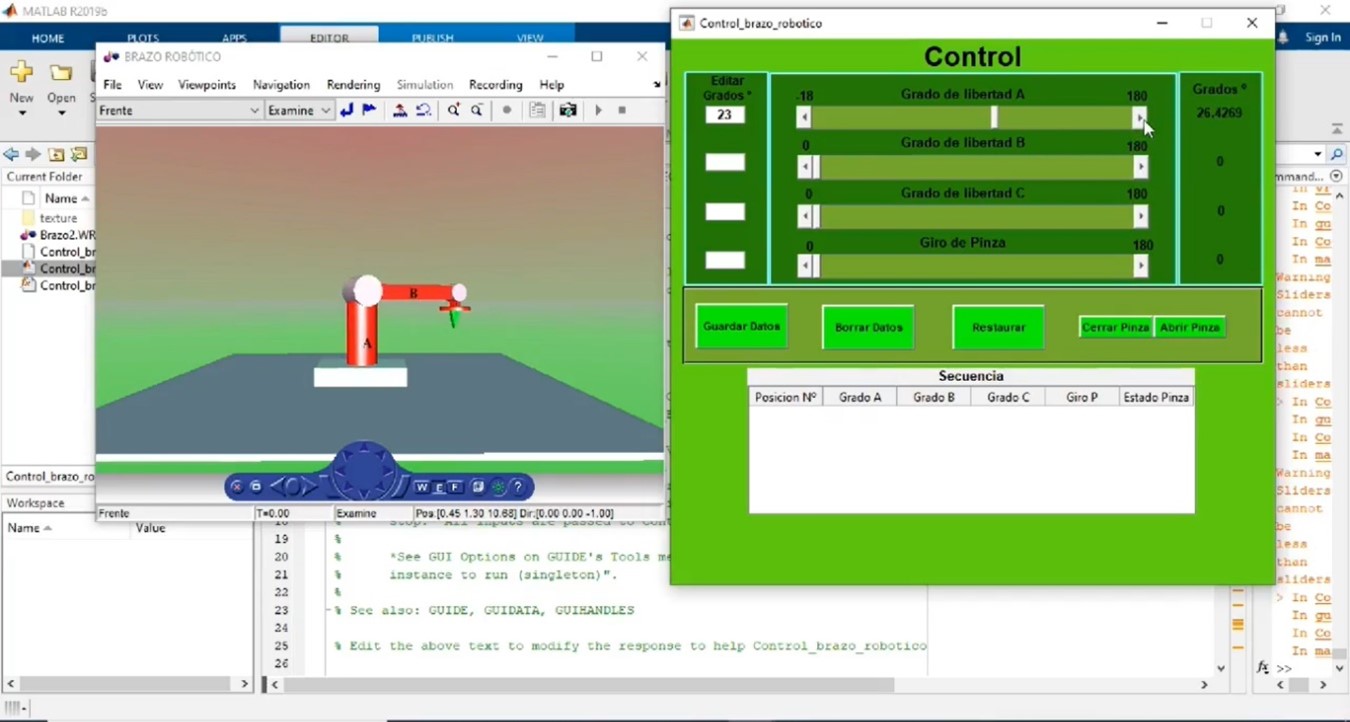 MATLAB R2019b
HOME PLOTS APPS EDITOR PUBLISH VIEW
Sign In
New Open
Current Folder
Name
texture
Brazo2.WR
Control_br
Control_br
Control_br
Control_brazo_ro
Workspace
Name Value
BRAZO ROBÓTICO
File View Viewpoints Navigation Rendering Simulation Recording Help
Frente Examine
B
A
W E F ?
Frente T=0.00 Examine Pos:[0.45 1.30 10.68] Dir:[0.00 0.00 -1.00]
19 %
20 % *See GUI Options on GUIDE's Tools me
21 % instance to run (singleton)".
22 %
23 % See also: GUIDE, GUIDATA, GUIHANDLES
24
25 % Edit the above text to modify the response to help Control_brazo_robotico
26
Control_brazo_robotico
Control
Editar
Grados º
23
-18 Grado de libertad A 180
0 Grado de libertad B 180
0 Grado de libertad C 180
0 Giro de Pinza 180
Grados º
26,4269
0
0
0
Guardar Datos Borrar Datos Restaurar Cerrar Pinza Abrir Pinza
Secuencia
Posicion Nº Grado A Grado B Grado C Giro P Estado Pinza
mmand...
In Co
In gu
In Co
In ma
Warning
Sliders
cannot
be
less
than
sliders
> In Co
In gu
In Co
In ma
Warning
Sliders
cannot
be
less
than
sliders
> In Co
In gu
In Co
In ma
fx >>